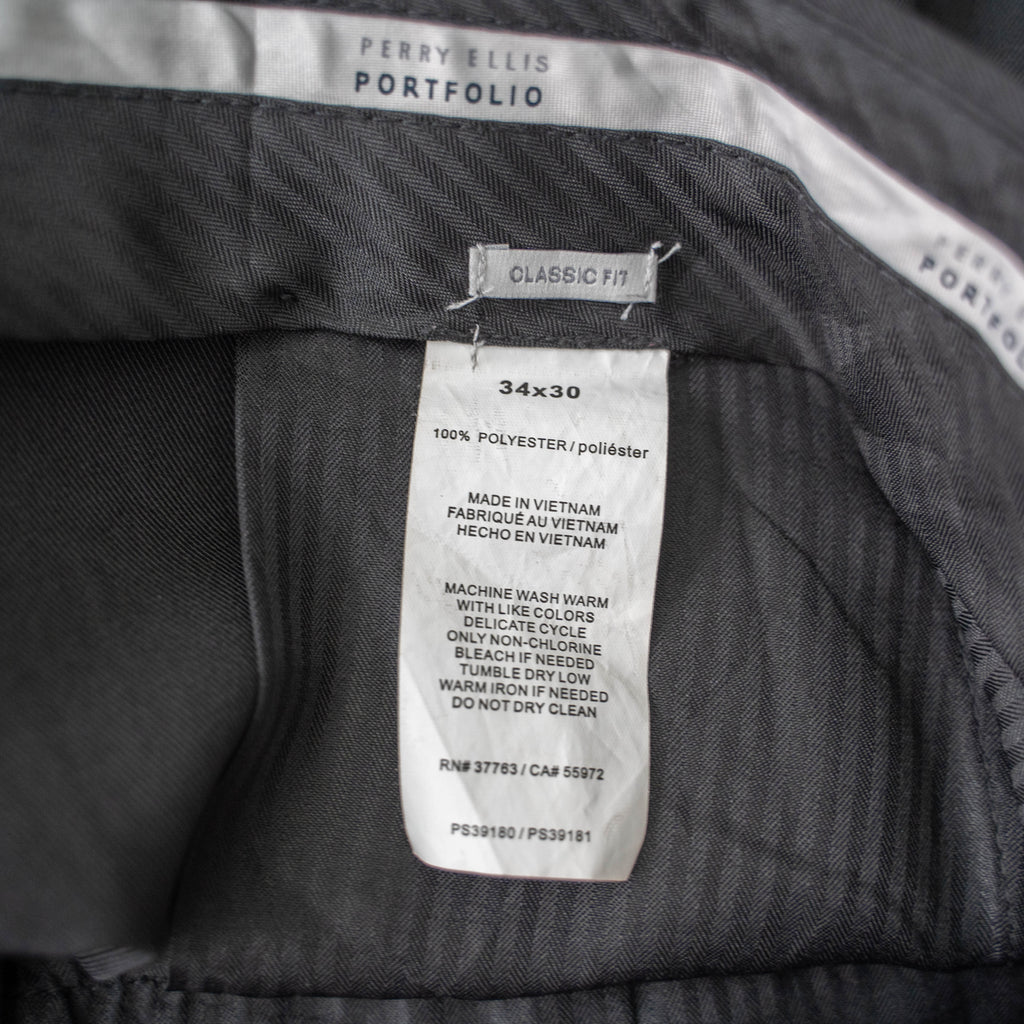 PERRY ELLIS
PORTFOLIO
PORTFOL
CLASSIC FIT
34x30
100% POLYESTER / poliéster
MADE IN VIETNAM
FABRIQUÉ AU VIETNAM
HECHO EN VIETNAM
MACHINE WASH WARM
WITH LIKE COLORS
DELICATE CYCLE
ONLY NON-CHLORINE
BLEACH IF NEEDED
TUMBLE DRY LOW
WARM IRON IF NEEDED
DO NOT DRY CLEAN
RN# 37763 / CA# 55972
PS39180 / PS39181